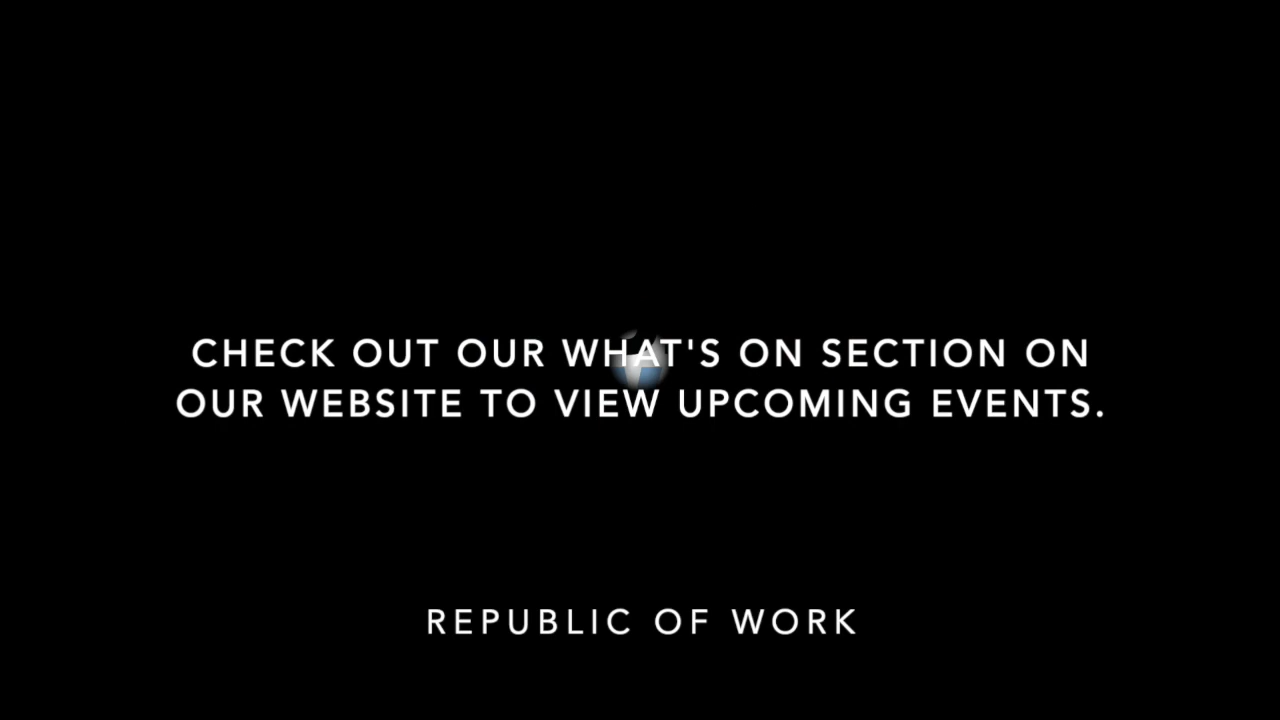 CHECK OUT OUR WHAT'S ON SECTION ON
OUR WEBSITE TO VIEW UPCOMING EVENTS.
REPUBLIC OF WORK